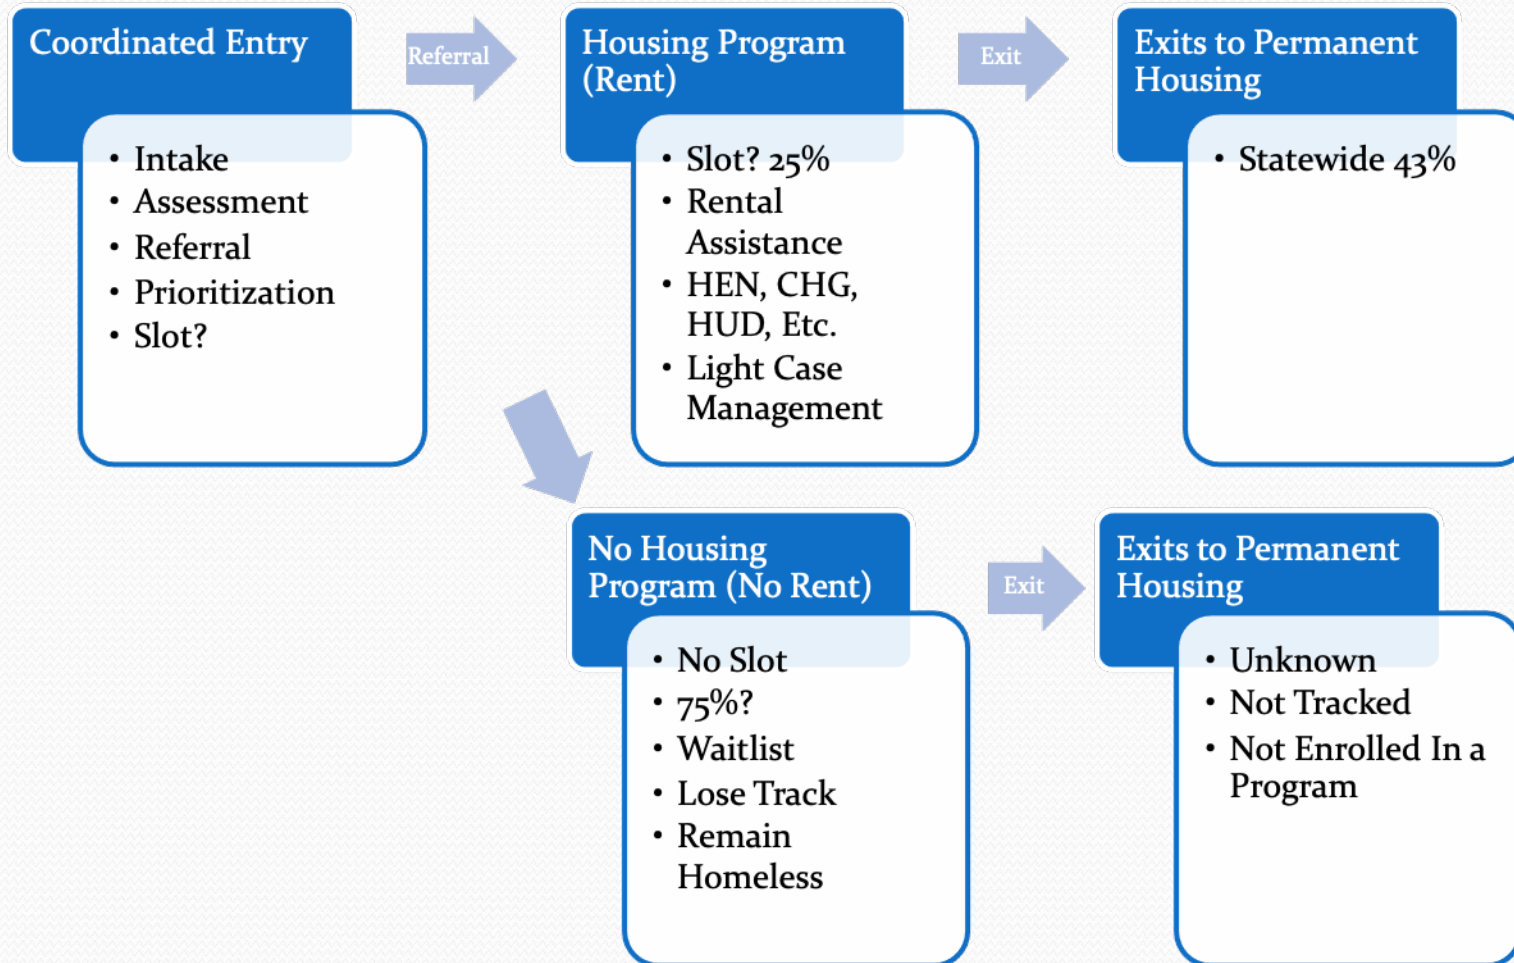 Coordinated Entry
• Intake
• Assessment
• Referral
• Prioritization
• Slot?
Referral
Housing Program
(Rent)
• Slot? 25%
• Rental
Assistance
• HEN, CHG,
HUD, Etc.
• Light Case
Management
Exit
Exits to Permanent
Housing
• Statewide 43%
No Housing
Program (No Rent)
• No Slot
• 75%?
• Waitlist
• Lose Track
• Remain
Homeless
Exit
Exits to Permanent
Housing
• Unknown
• Not Tracked
• Not Enrolled In a
Program